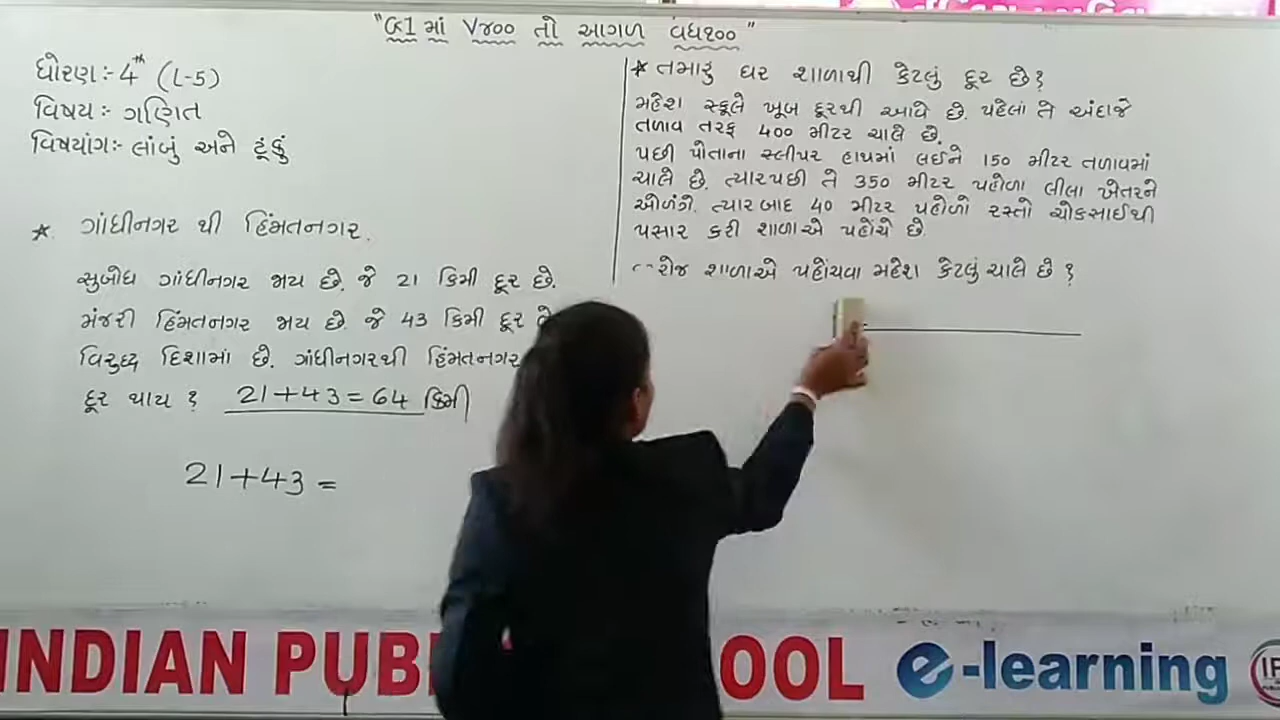 માં V૪૦૦ તો આગળ વધ૧૦૦"
ધોરણ:- 4th (L-5)
વિષય:- ગણિત
વિષયાંગ:- લાંબું અને ટૂંકું
* ગાંધીનગર થી હિંમતનગર.
સુબોધ ગાંધીનગર જાય છે. જે 21 કિમી દૂર છે.
મંજરી હિંમતનગર જાય છે જે 43 કિમી દૂર
વિરુદ્ધ દિશામાં છે. ગાંધીનગરથી હિંમતનગર
દૂર થાય ? 21+43=64 કિમી
21+43=
* તમારુ ઘર શાળાથી કેટલું દૂર છે?
મહેશ સ્કૂલે ખૂબ દૂરથી આવે છે. પહેલાં તે અંદાજે
તળાવ તરફ 400 મીટર ચાલે છે.
પછી પોતાના સ્લીપર હાથમાં લઈને 150 મીટર તળાવમાં
ચાલે છે. ત્યારપછી તે 350 મીટર પહોળા લીલા ખેતરને
ઓળંગે. ત્યાર બાદ 40 મીટર પહોળો રસ્તો ચોકસાઈથી
પસાર કરી શાળાએ પહોંચે છે.
રોજ શાળાએ પહોંચવા મહેશ કેટલું ચાલે છે ?
INDIAN PUB OOL e-learning